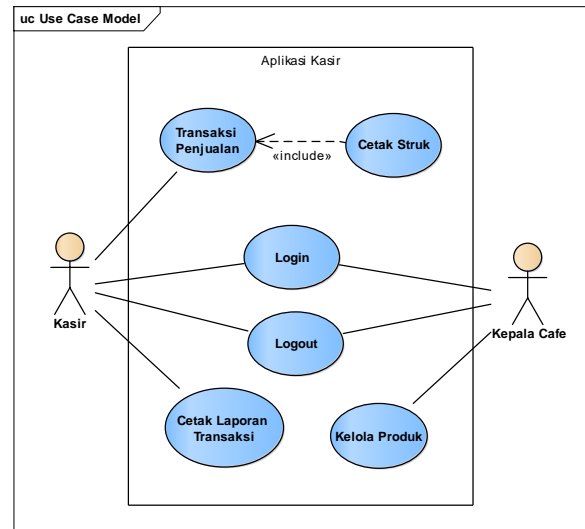 uc Use Case Model
Aplikasi Kasir
Transaksi
Penjualan
Cetak Struk
«include»
Login
Kasir
Kepala Cafe
Logout
Cetak Laporan
Transaksi
Kelola Produk